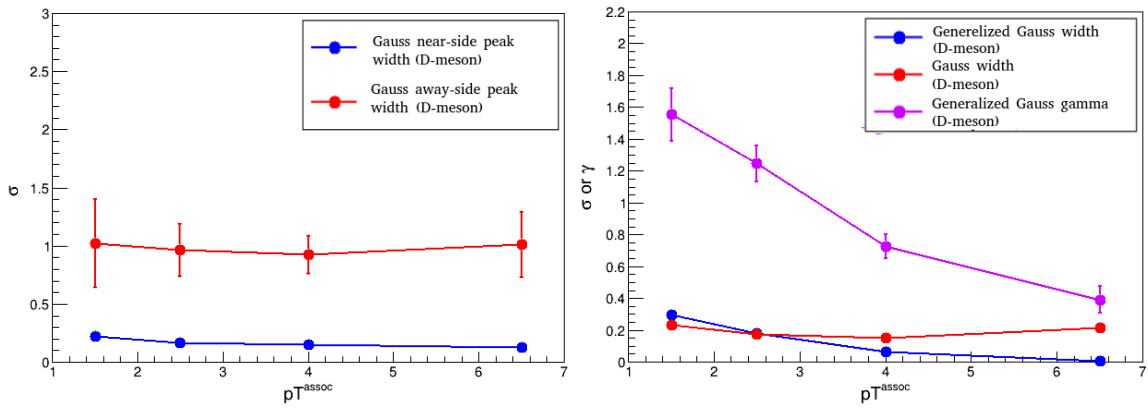 3
2.5
2
1.5
1
0.5
0
σ
1 2 3 4 5 6 7
pT^assoc
Gauss near-side peak
width (D-meson)
Gauss away-side peak
width (D-meson)
2.2
2
1.8
1.6
1.4
1.2
1
0.8
0.6
0.4
0.2
0
σ or γ
1 2 3 4 5 6 7
pT^assoc
Generelized Gauss width
(D-meson)
Gauss width
(D-meson)
Generalized Gauss gamma
(D-meson)